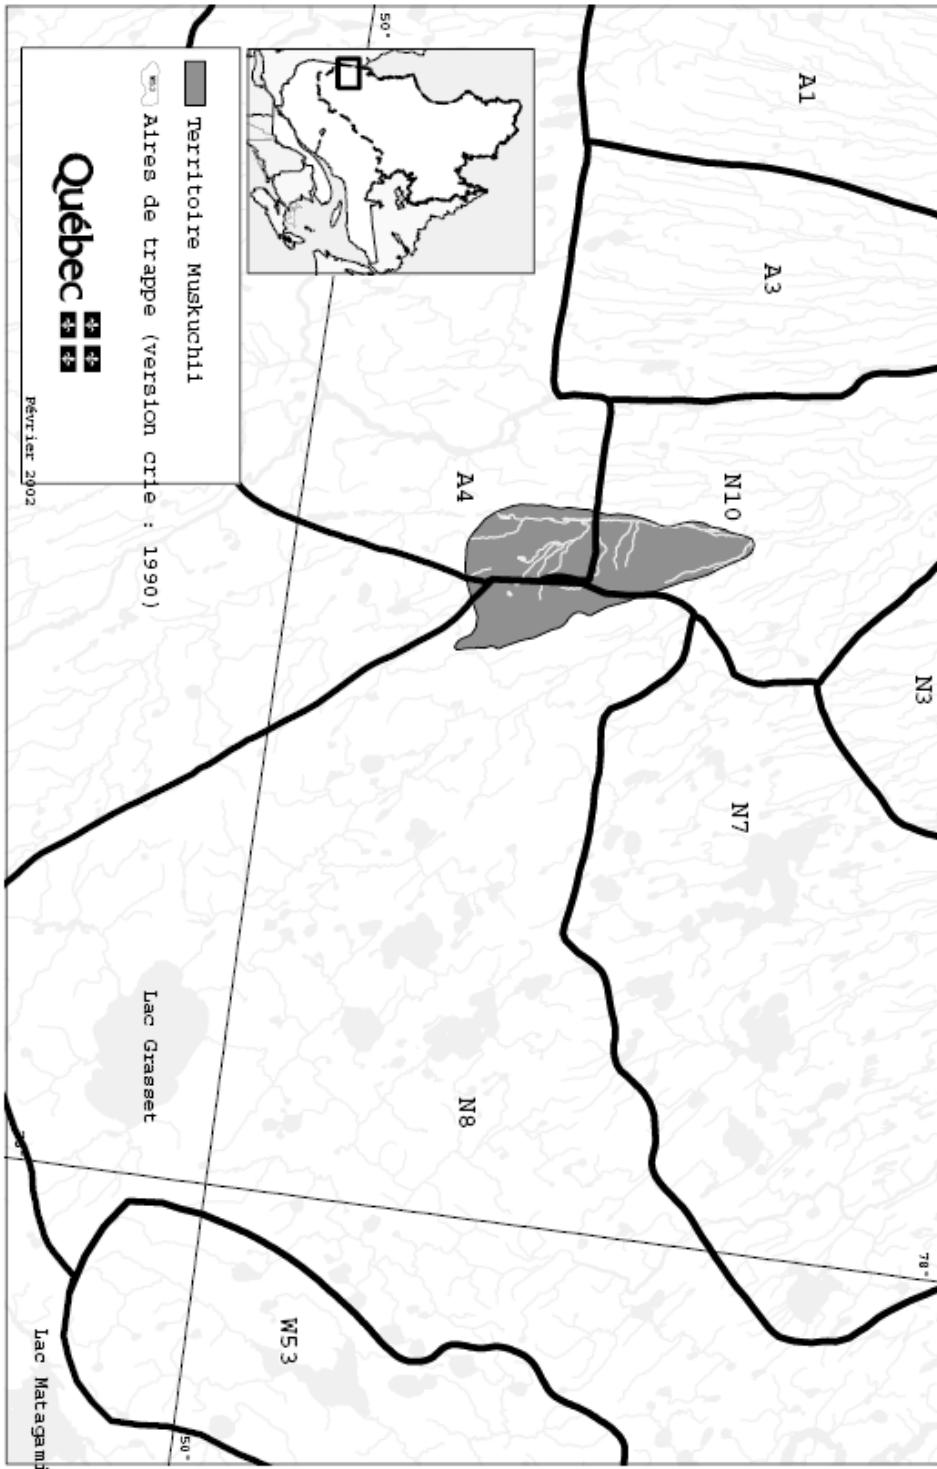 A1
A3
N10
N3
A4
N7
N8
W53
50°
78°
78°
50°
Lac Grasset
Lac Matagami
Territoire Muskuchii
Aires de trappe (version crie : 1990)
Québec
Février 2002